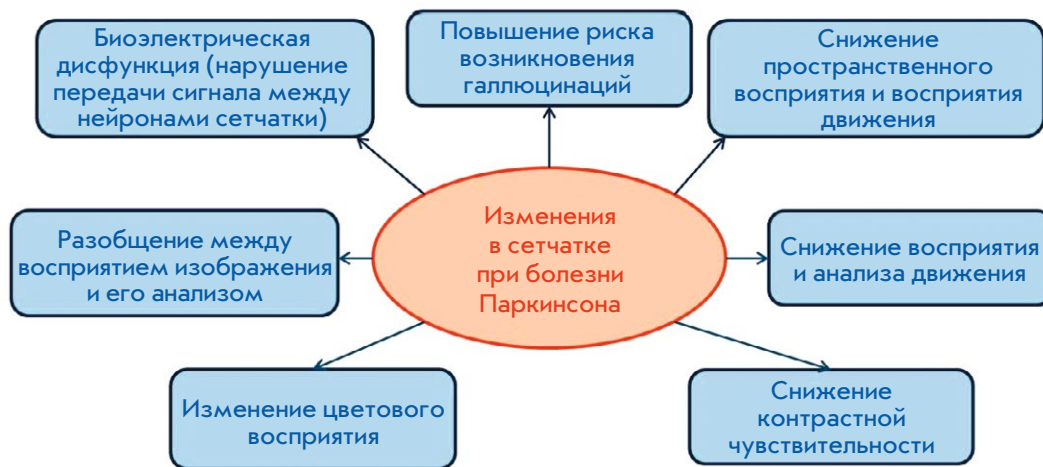 Биоэлектрическая
дисфункция (нарушение
передачи сигнала между
нейронами сетчатки)
Повышение риска
возникновения
галлюцинаций
Снижение
пространственного
восприятия и восприятия
движения
Разобщение между
восприятием изображения
и его анализом
Изменения
в сетчатке
при болезни
Паркинсона
Снижение восприятия
и анализа движения
Изменение цветового
восприятия
Снижение
контрастной
чувствительности